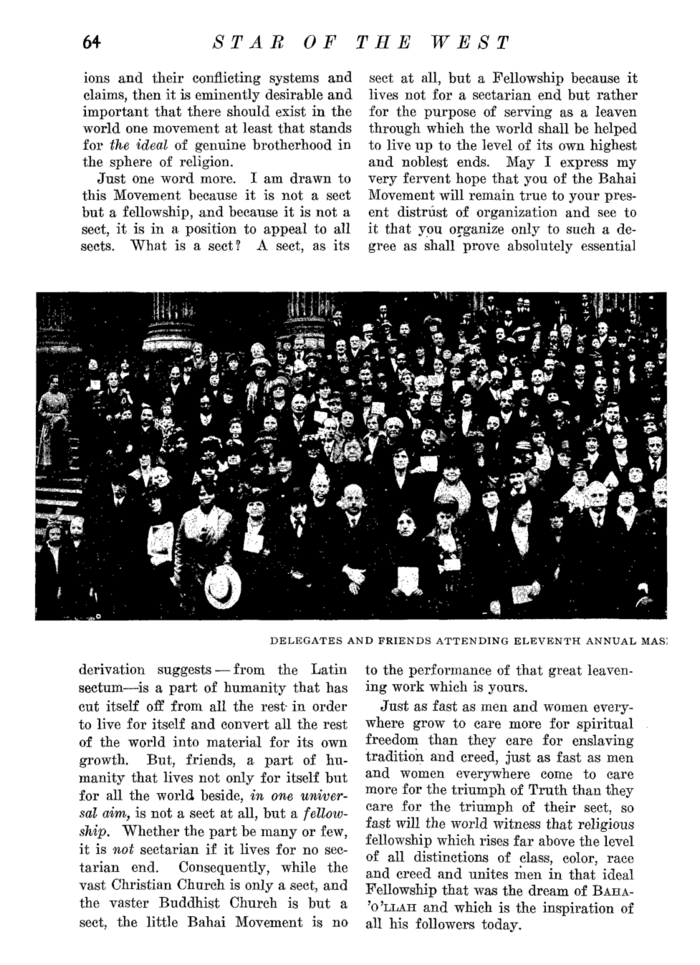 64
STAR OF THE WEST
ions and their conflicting systems and
claims, then it is eminently desirable and
important that there should exist in the
world one movement at least that stands
for the ideal of genuine brotherhood in
the sphere of religion.
Just one word more. I am drawn to
this Movement because it is not a sect
but a fellowship, and because it is not a
sect, it is in a position to appeal to all
sects. What is a sect? A sect, as its
sect at all, but a Fellowship because it
lives not for a sectarian end but rather
for the purpose of serving as a leaven
through which the world shall be helped
to live up to the level of its own highest
and noblest ends. May I express my
very fervent hope that you of the Bahai
Movement will remain true to your pres-
ent distrust of organization and see to
it that you organize only to such a de-
gree as shall prove absolutely essential
DELEGATES AND FRIENDS ATTENDING ELEVENTH ANNUAL MAS
derivation suggests — from the Latin
sectum—is a part of humanity that has
cut itself off from all the rest in order
to live for itself and convert all the rest
of the world into material for its own
growth. But, friends, a part of hu-
manity that lives not only for itself but
for all the world beside, in one univer-
sal aim, is not a sect at all, but a fellow-
ship. Whether the part be many or few,
it is not sectarian if it lives for no sec-
tarian end. Consequently, while the
vast Christian Church is only a sect, and
the vaster Buddhist Church is but a
sect, the little Bahai Movement is no
to the performance of that great leaven-
ing work which is yours.
Just as fast as men and women every-
where grow to care more for spiritual
freedom than they care for enslaving
tradition and creed, just as fast as men
and women everywhere come to care
more for the triumph of Truth than they
care for the triumph of their sect, so
fast will the world witness that religious
fellowship which rises far above the level
of all distinctions of class, color, race
and creed and unites men in that ideal
Fellowship that was the dream of BAHA-
'O'LLAH and which is the inspiration of
all his followers today.